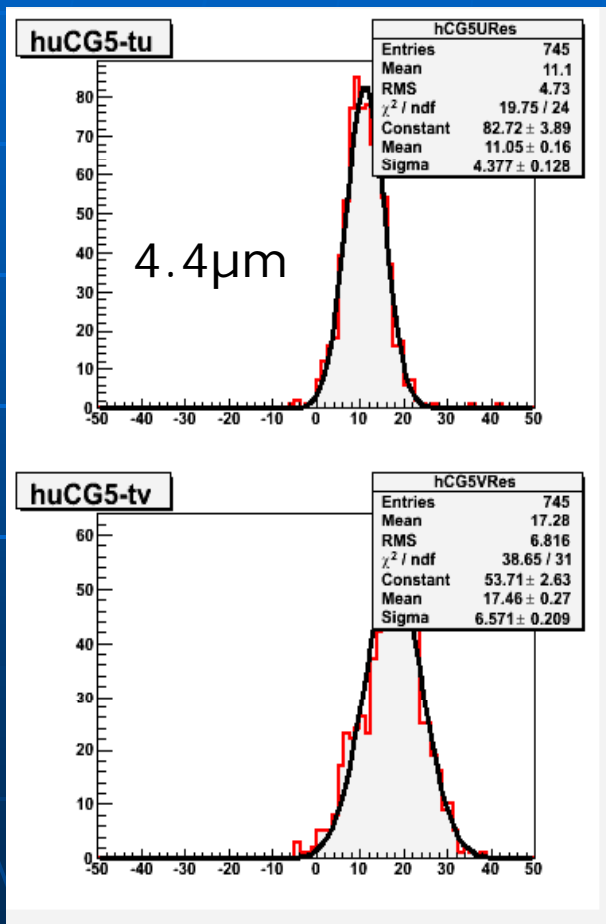 huCG5-tu
hCG5URes
Entries 745
Mean 11.1
RMS 4.73
χ² / ndf 19.75 / 24
Constant 82.72 ± 3.89
Mean 11.05 ± 0.16
Sigma 4.377 ± 0.128
80
70
60
50
40
30
20
10
0
4.4µm
-50 -40 -30 -20 -10 0 10 20 30 40 50
huCG5-tv
hCG5VRes
Entries 745
Mean 17.28
RMS 6.816
χ² / ndf 38.65 / 31
Constant 53.71 ± 2.63
Mean 17.46 ± 0.27
Sigma 6.571 ± 0.209
60
50
40
30
20
10
0
-50 -40 -30 -20 -10 0 10 20 30 40 50